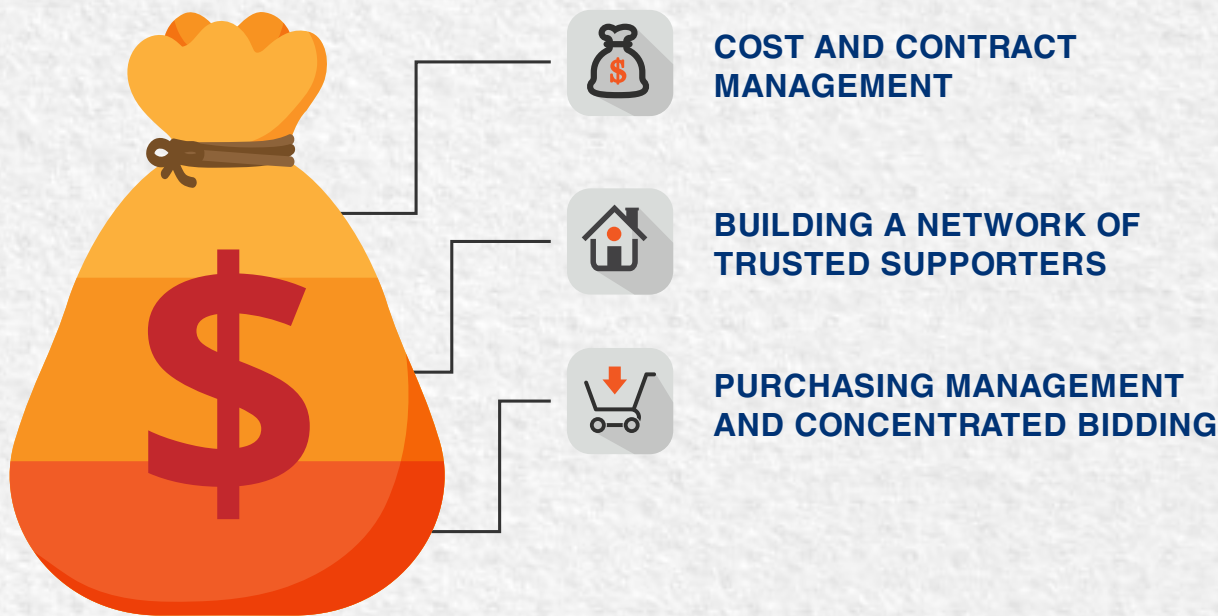 $
$
COST AND CONTRACT
MANAGEMENT
BUILDING A NETWORK OF
TRUSTED SUPPORTERS
PURCHASING MANAGEMENT
AND CONCENTRATED BIDDING